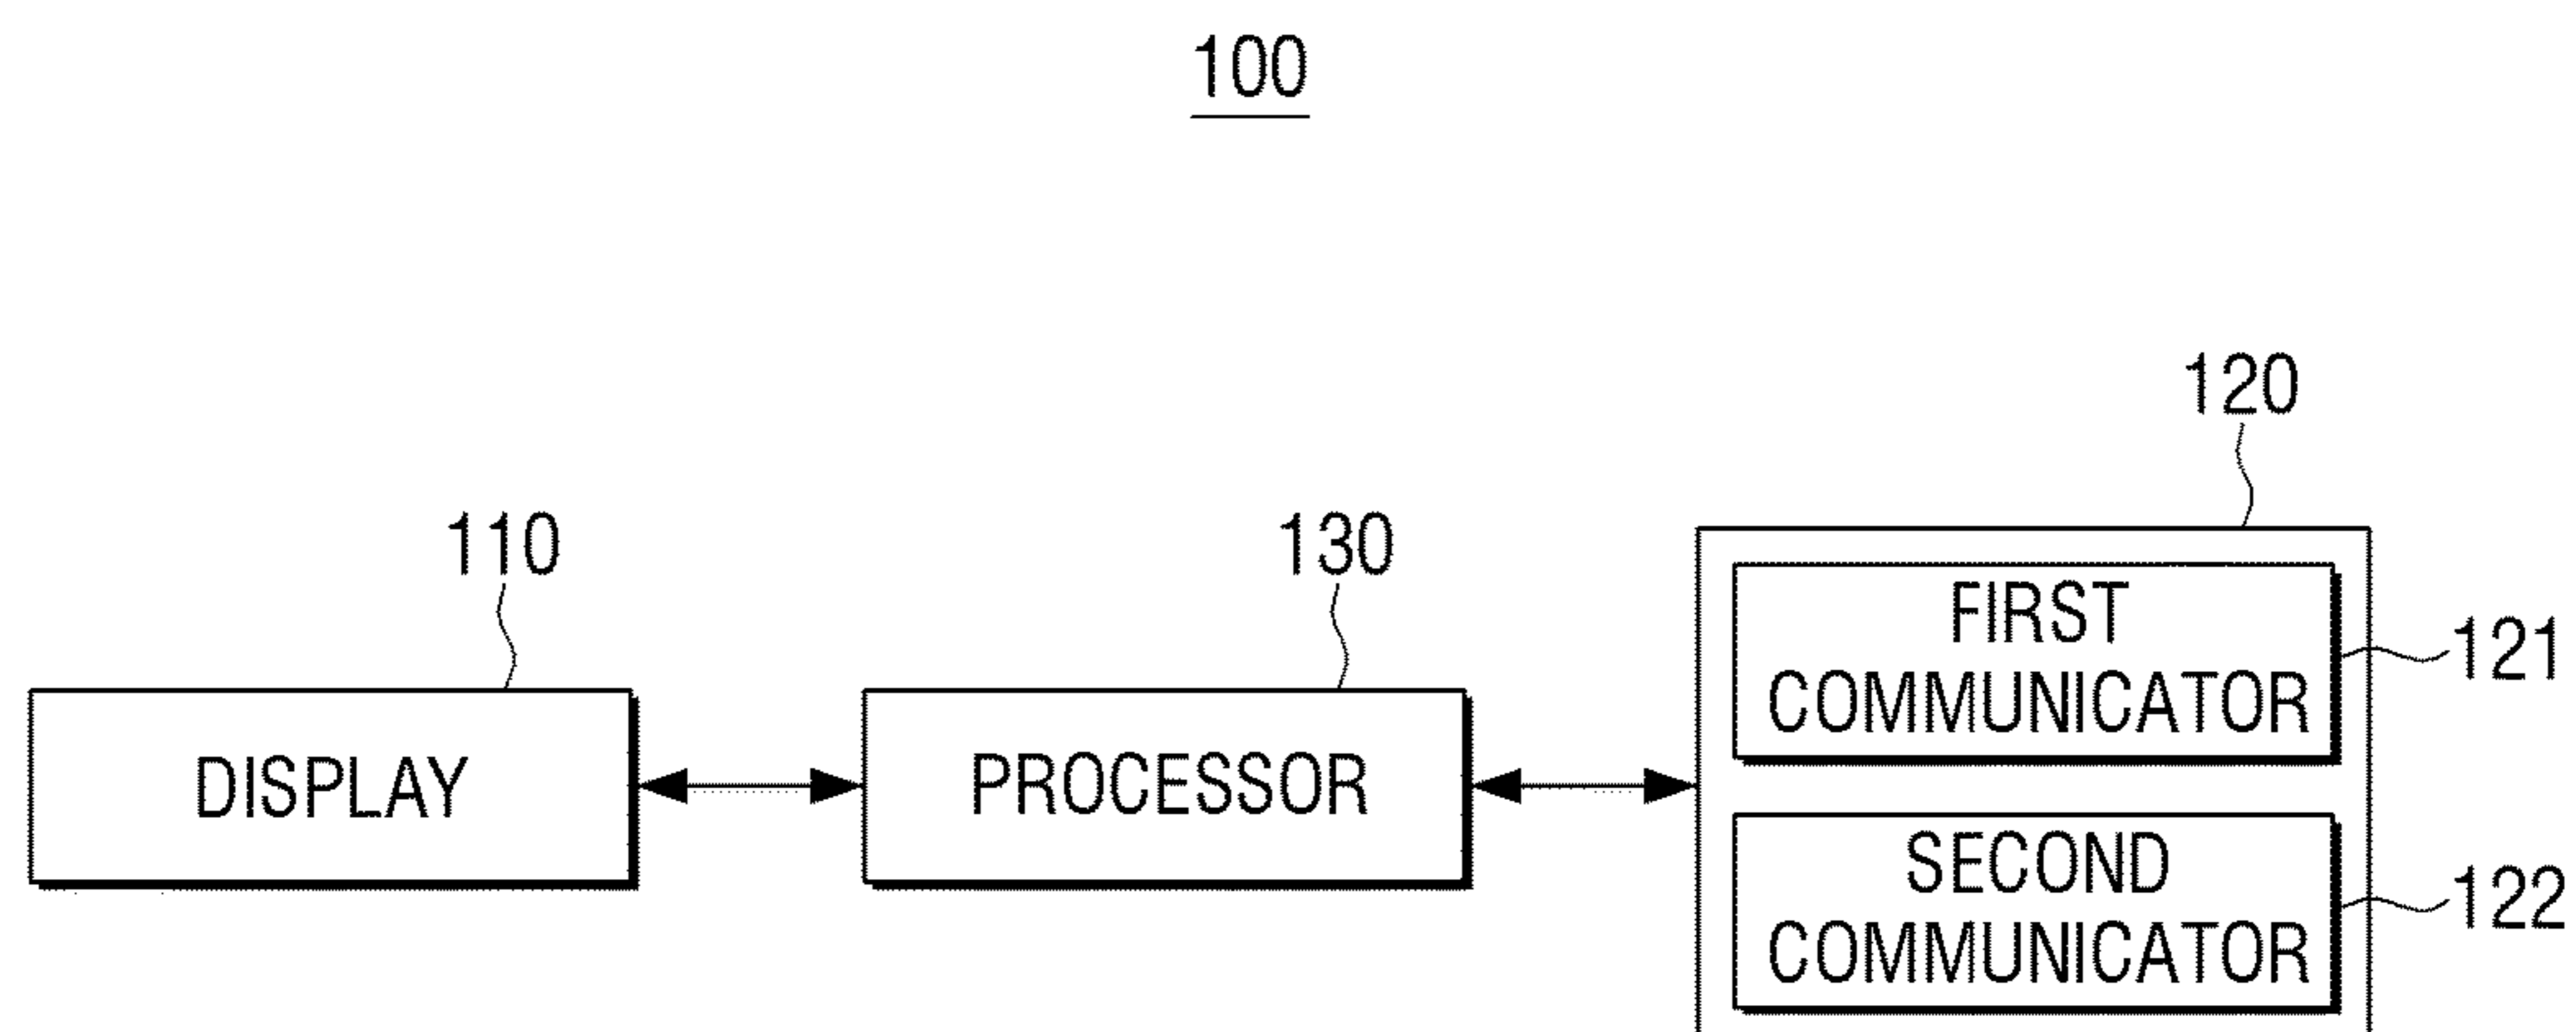 100
120
110
130
FIRST
COMMUNICATOR
121
DISPLAY
PROCESSOR
SECOND
COMMUNICATOR
122